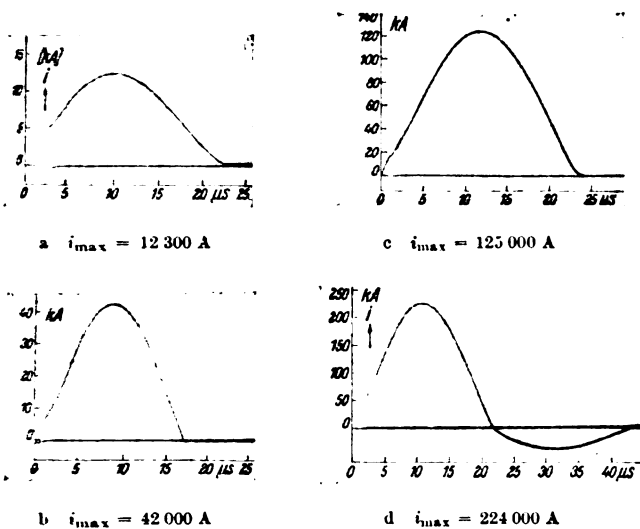 [kA]
i
15
10
5
0
0 5 10 15 20 μs 25
a i_max = 12 300 A
140
kA
120
100
80
60
40
20
0
0 5 10 15 20 25 μs
c i_max = 125 000 A
kA
40
30
20
10
0
0 5 10 15 20 μs 25
b i_max = 42 000 A
250
kA
i
200
150
100
50
0
0 5 10 15 20 25 30 35 40 μs
d i_max = 224 000 A